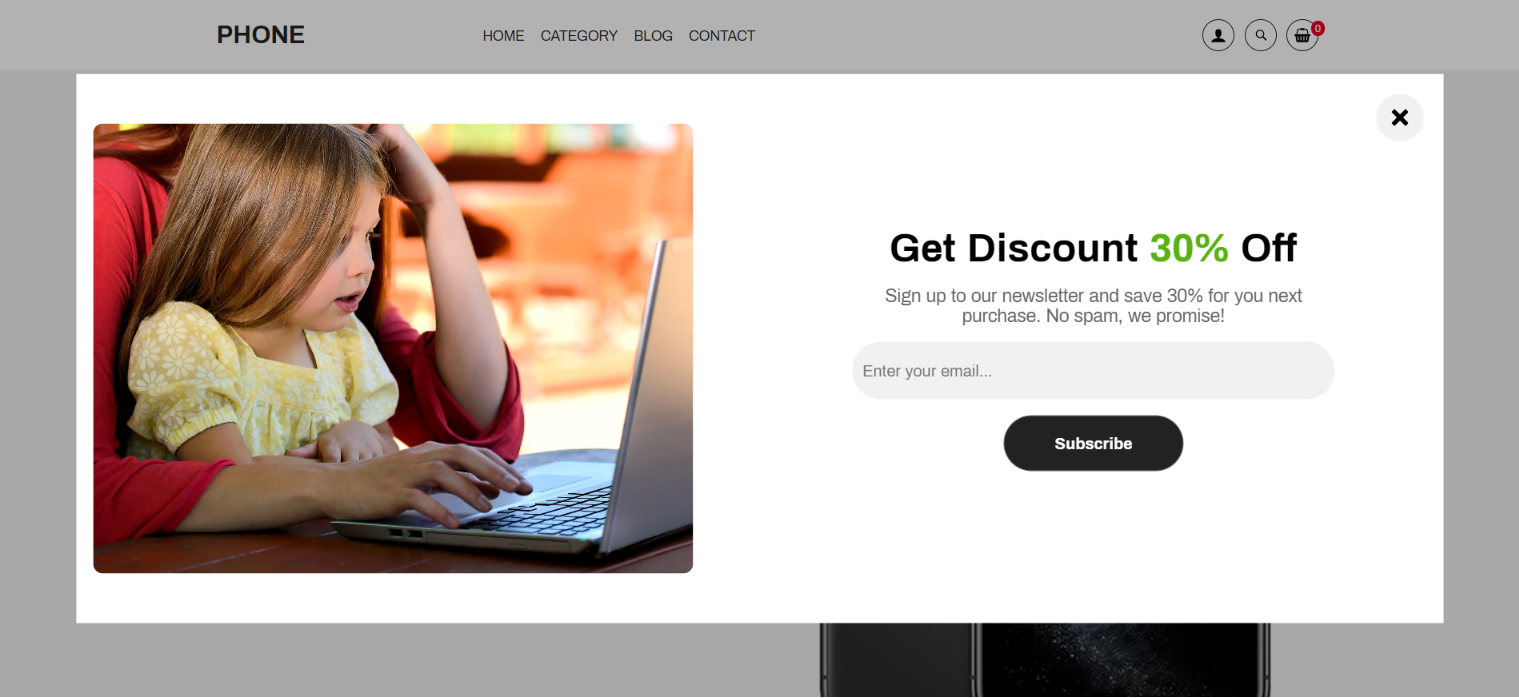 PHONE
HOME CATEGORY BLOG CONTACT
0
Get Discount 30% Off
Sign up to our newsletter and save 30% for you next
purchase. No spam, we promise!
Enter your email...
Subscribe